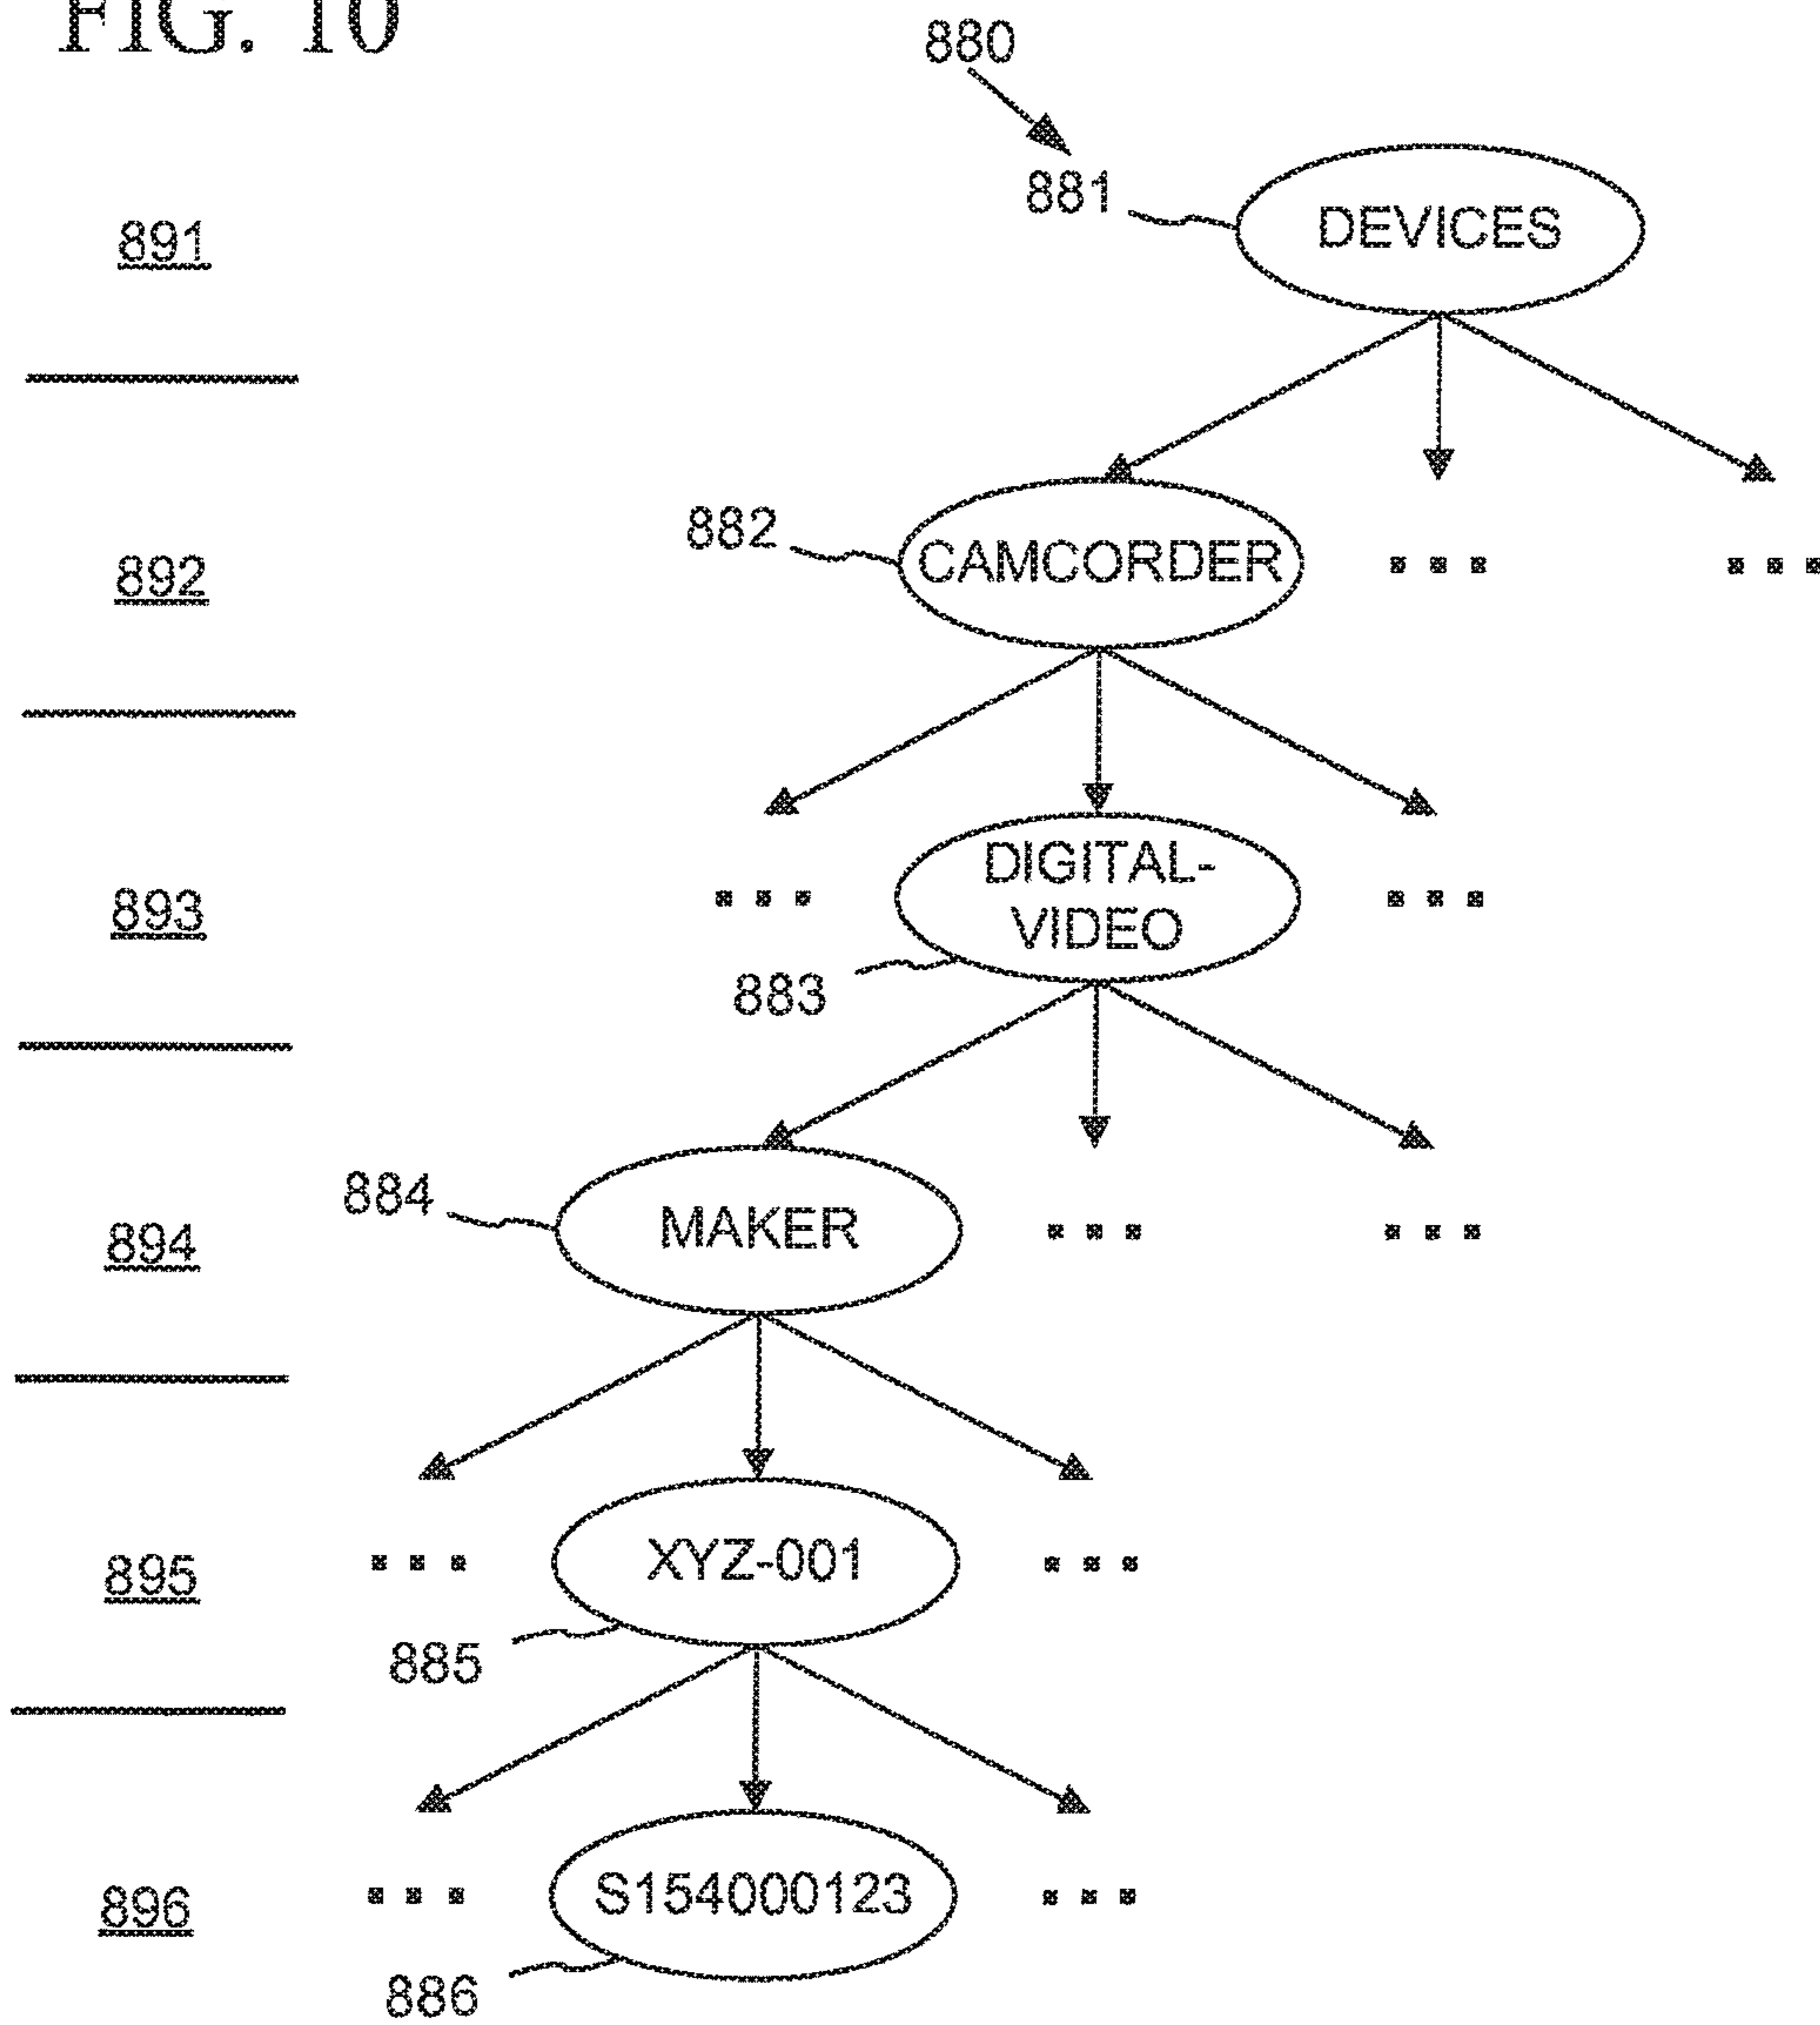 FIG. 10
880
881
DEVICES
891
882
CAMCORDER
... ...
892
DIGITAL-
VIDEO
... ...
893
883
884
MAKER
... ...
894
XYZ-001
... ...
895
885
S154000123
... ...
896
886